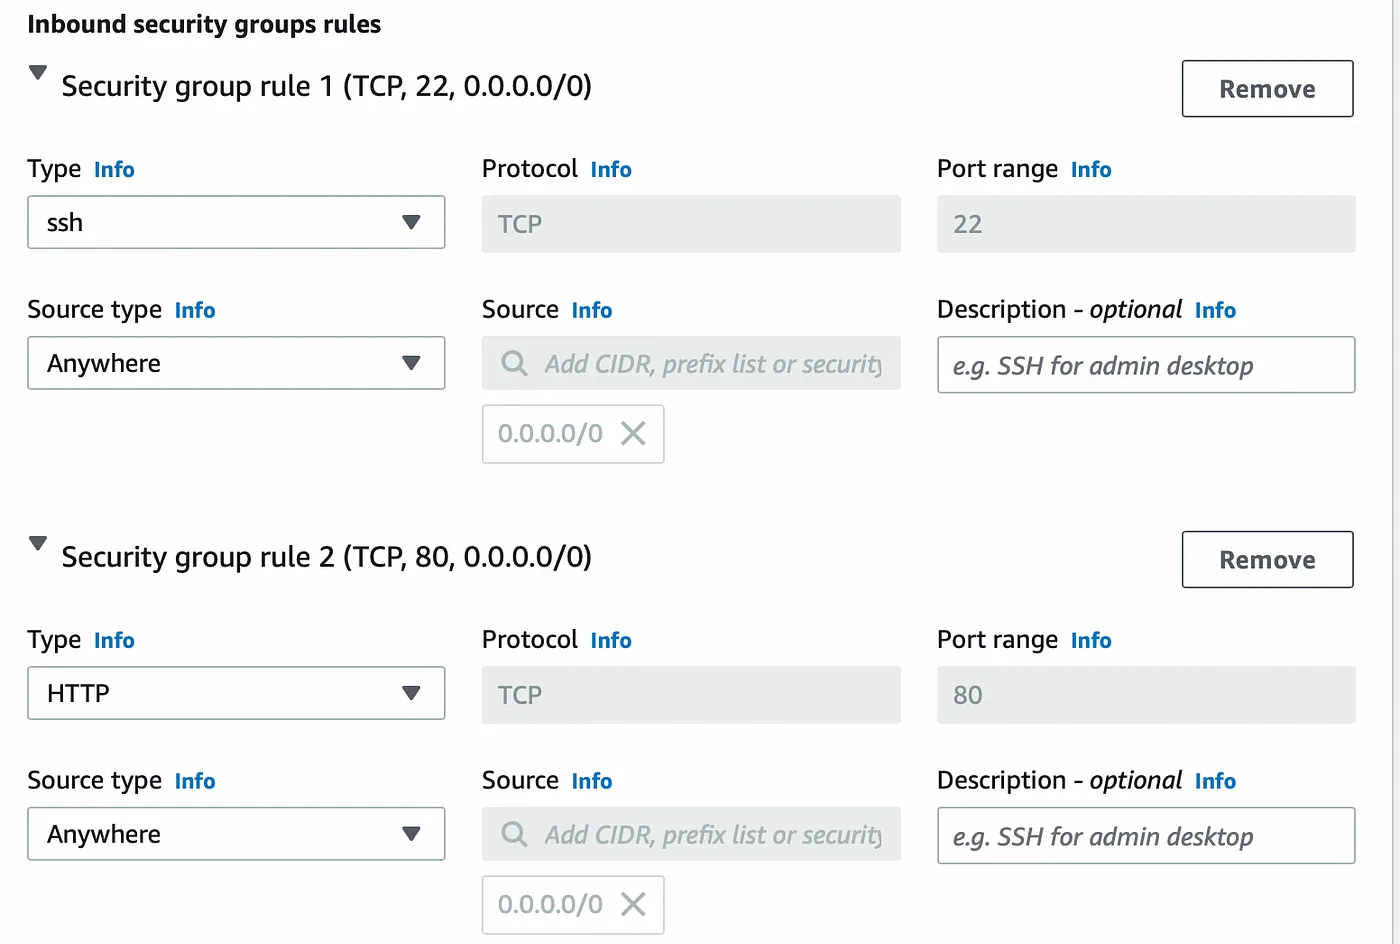 Inbound security groups rules
Security group rule 1 (TCP, 22, 0.0.0.0/0)
Remove
Type Info
Protocol Info
Port range Info
ssh
TCP
22
Source type Info
Source Info
Description - optional Info
Anywhere
Add CIDR, prefix list or security
e.g. SSH for admin desktop
0.0.0.0/0
Security group rule 2 (TCP, 80, 0.0.0.0/0)
Remove
Type Info
Protocol Info
Port range Info
HTTP
TCP
80
Source type Info
Source Info
Description - optional Info
Anywhere
Add CIDR, prefix list or security
e.g. SSH for admin desktop
0.0.0.0/0